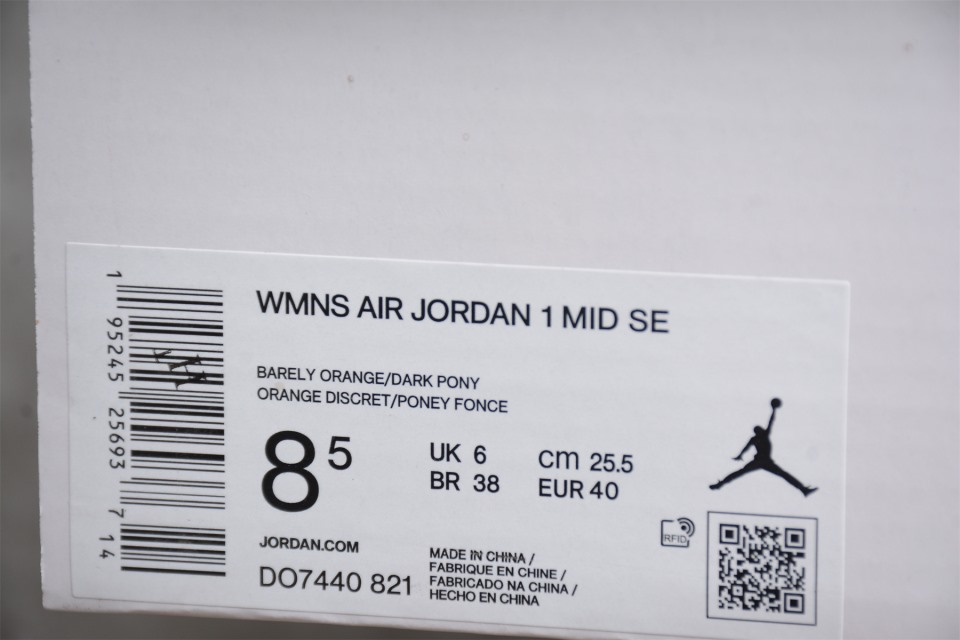 WMNS AIR JORDAN 1 MID SE
BARELY ORANGE/DARK PONY
ORANGE DISCRET/PONEY FONCE
8 5
UK 6
BR 38
cm 25.5
EUR 40
JORDAN.COM
DO7440 821
MADE IN CHINA /
FABRIQUE EN CHINE /
FABRICADO NA CHINA /
HECHO EN CHINA
RFID
1 95245 25693 7 14